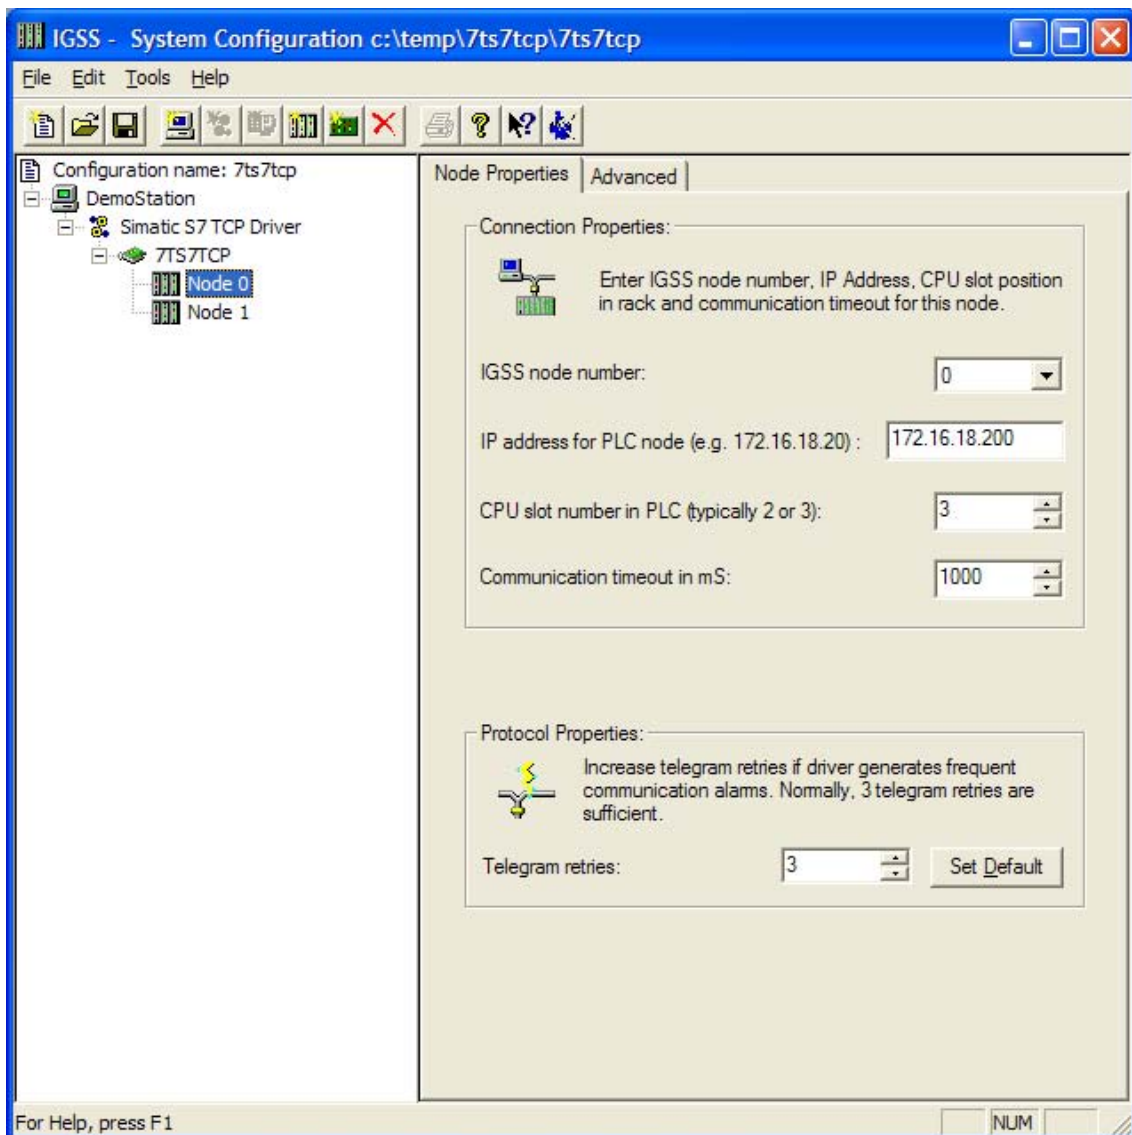 IGSS - System Configuration c:\temp\7ts7tcp\7ts7tcp
File Edit Tools Help
Configuration name: 7ts7tcp
DemoStation
Simatic S7 TCP Driver
7TS7TCP
Node 0
Node 1
Node Properties Advanced
Connection Properties:
Enter IGSS node number, IP Address, CPU slot position
in rack and communication timeout for this node.
IGSS node number: 0
IP address for PLC node (e.g. 172.16.18.20) : 172.16.18.200
CPU slot number in PLC (typically 2 or 3): 3
Communication timeout in mS: 1000
Protocol Properties:
Increase telegram retries if driver generates frequent
communication alarms. Normally, 3 telegram retries are
sufficient.
Telegram retries: 3 Set Default
For Help, press F1 NUM